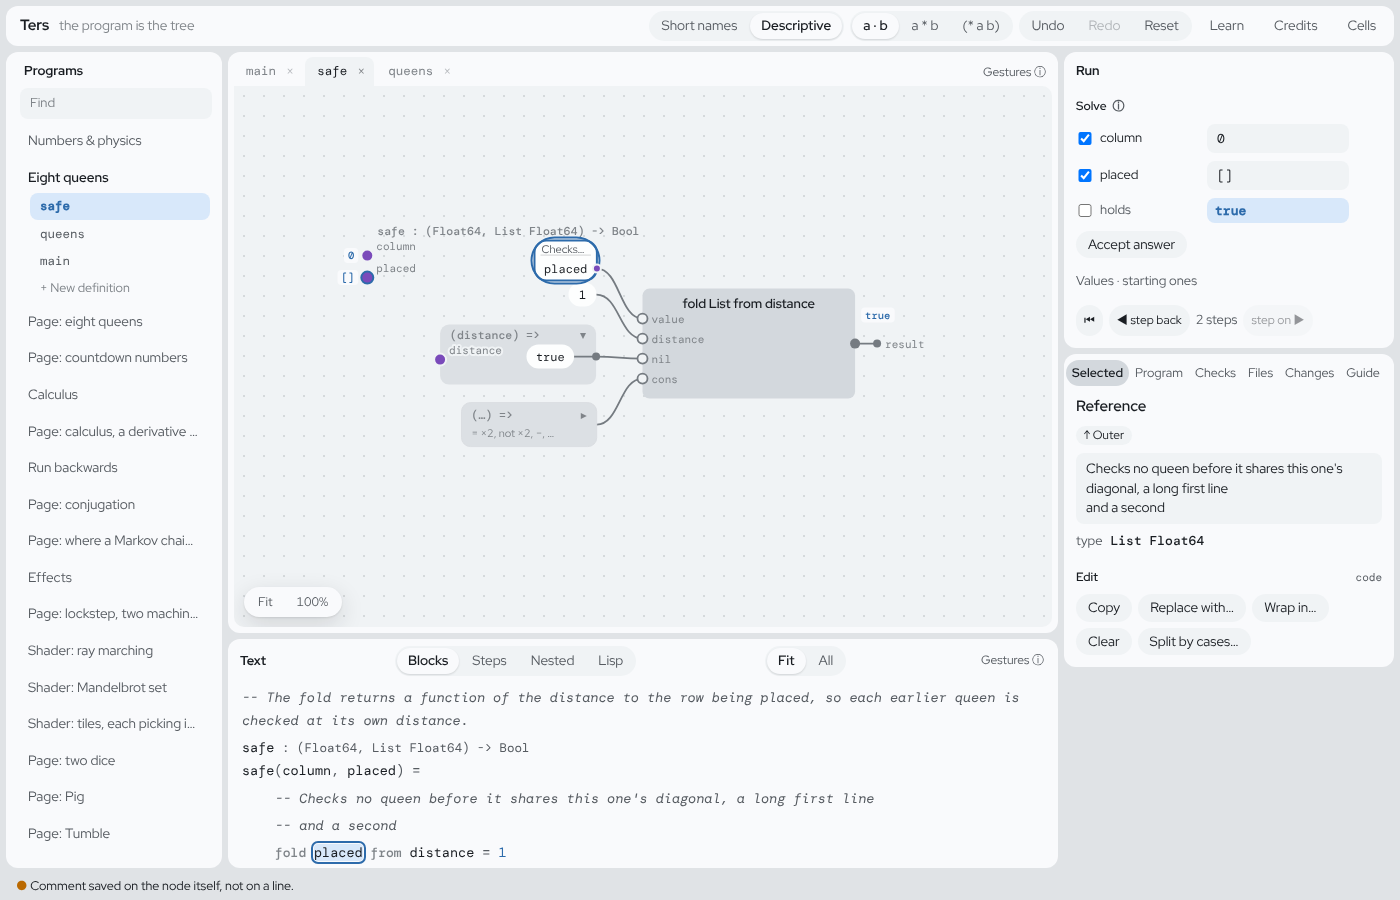 Ters the program is the tree
Short names Descriptive a · b a * b (* a b) Undo Redo Reset Learn Credits Cells
Programs
Find
Numbers & physics
Eight queens
safe
queens
main
+ New definition
Page: eight queens
Page: countdown numbers
Calculus
Page: calculus, a derivative ...
Run backwards
Page: conjugation
Page: where a Markov chai...
Effects
Page: lockstep, two machin...
Shader: ray marching
Shader: Mandelbrot set
Shader: tiles, each picking i...
Page: two dice
Page: Pig
Page: Tumble
main × safe × queens ×
Gestures ⓘ
safe : (Float64, List Float64) -> Bool
column
0
placed
[]
Checks...
placed
1
fold List from distance
value
distance
nil
cons
true
result
(distance) => ▼
distance
true
(…) => ▶
= ×2, not ×2, -, …
Fit 100%
Text
Blocks Steps Nested Lisp
Fit All
Gestures ⓘ
-- The fold returns a function of the distance to the row being placed, so each earlier queen is
checked at its own distance.
safe : (Float64, List Float64) -> Bool
safe(column, placed) =
-- Checks no queen before it shares this one's diagonal, a long first line
-- and a second
fold placed from distance = 1
Run
Solve ⓘ
column 0
placed []
holds true
Accept answer
Values · starting ones
⏮ ◀ step back 2 steps step on ▶
Selected Program Checks Files Changes Guide
Reference
↑ Outer
Checks no queen before it shares this one's
diagonal, a long first line
and a second
type List Float64
Edit code
Copy Replace with... Wrap in...
Clear Split by cases...
Comment saved on the node itself, not on a line.